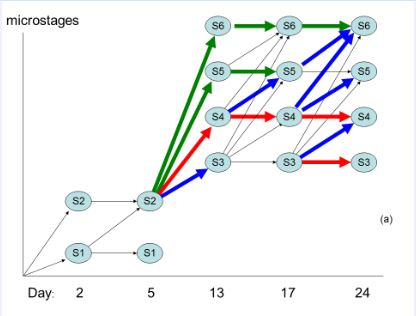 microstages
S6 S6 S6
S5 S5 S5
S4 S4 S4
S3 S3 S3
S2 S2
(a)
S1 S1
Day: 2 5 13 17 24